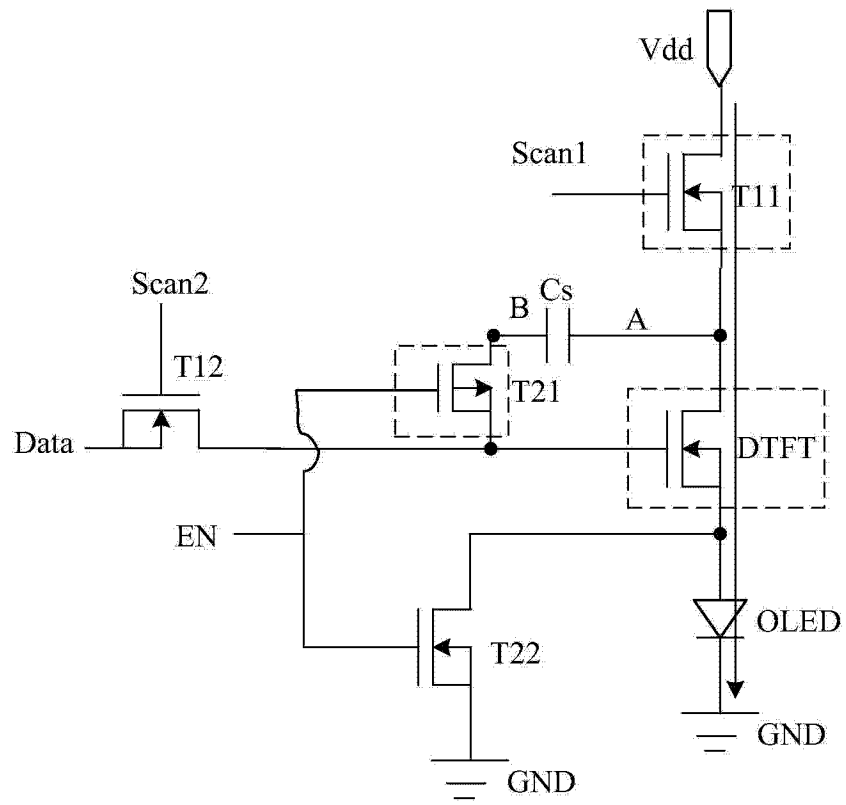 Vdd
Scan1
T11
Scan2
B
Cs
A
T12
T21
Data
DTFT
EN
OLED
T22
GND
GND